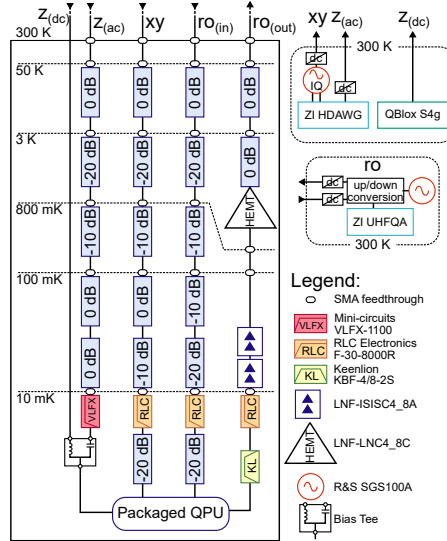 z(dc) z(ac) xy ro(in) ro(out)
300 K
50 K
0 dB 0 dB 0 dB 0 dB
3 K
-20 dB -20 dB -20 dB 0 dB
800 mK
HEMT
-10 dB -10 dB -10 dB
100 mK
0 dB 0 dB 0 dB
0 dB -10 dB -20 dB
10 mK
VLFX RLC RLC RLC
-20 dB -20 dB KL
Packaged QPU
xy z(ac) z(dc)
300 K
dc
IQ dc
ZI HDAWG QBlox S4g
ro
dc up/down
dc conversion
ZI UHFQA
300 K
Legend:
SMA feedthrough
VLFX Mini-circuits
VLFX-1100
RLC RLC Electronics
F-30-8000R
KL Keenlion
KBF-4/8-2S
LNF-ISISC4_8A
HEMT LNF-LNC4_8C
R&S SGS100A
Bias Tee